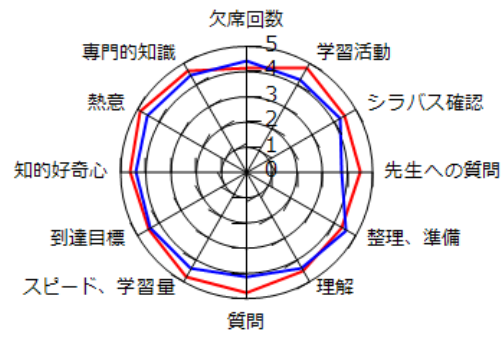 欠席回数
5
専門的知識
学習活動
4
熱意
3
シラバス確認
2
1
知的好奇心
0
先生への質問
到達目標
整理、準備
スピード、学習量
理解
質問